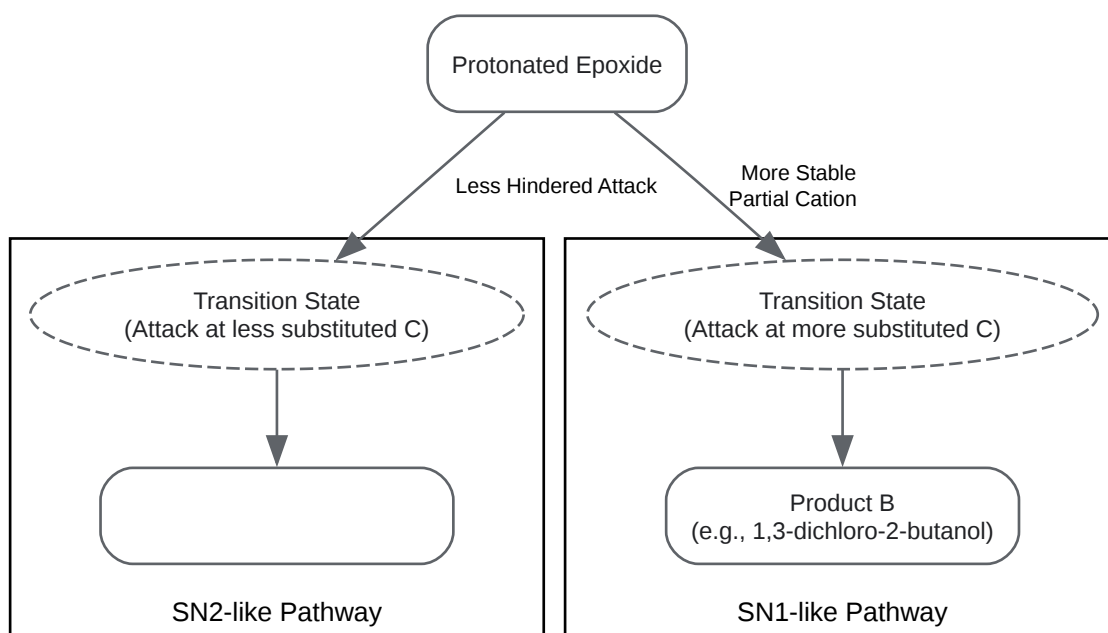 Protonated Epoxide
Less Hindered Attack
More Stable
Partial Cation
Transition State
(Attack at less substituted C)
SN2-like Pathway
Transition State
(Attack at more substituted C)
Product B
(e.g., 1,3-dichloro-2-butanol)
SN1-like Pathway